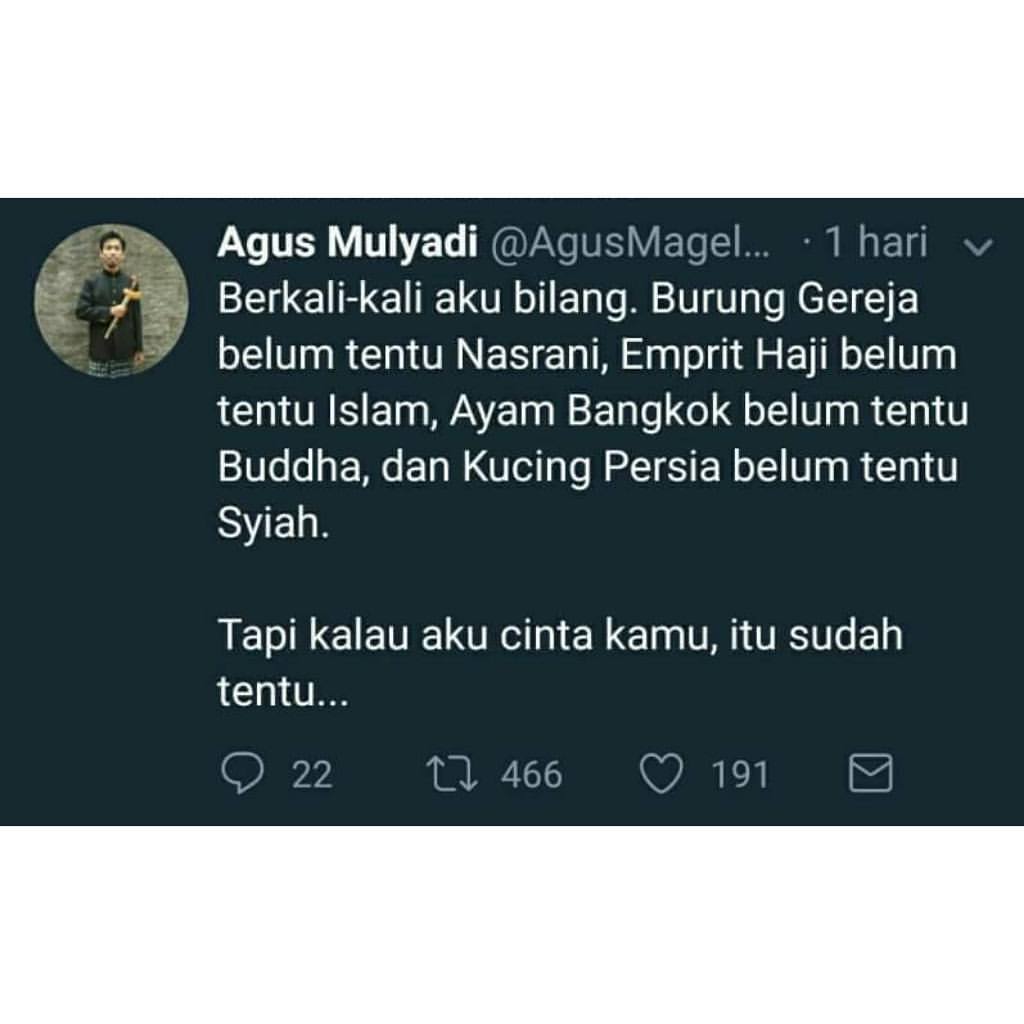 Agus Mulyadi @AgusMagel... · 1 hari
Berkali-kali aku bilang. Burung Gereja
belum tentu Nasrani, Emprit Haji belum
tentu Islam, Ayam Bangkok belum tentu
Buddha, dan Kucing Persia belum tentu
Syiah.
Tapi kalau aku cinta kamu, itu sudah
tentu...
22 466 191